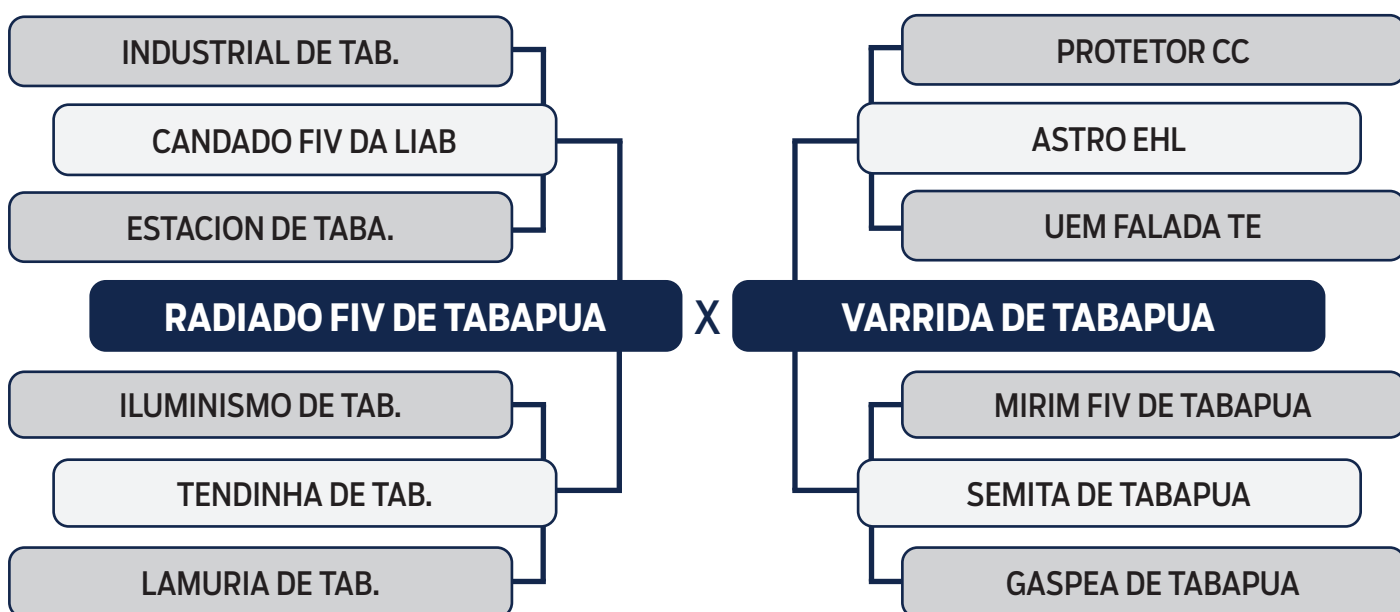 INDUSTRIAL DE TAB.
CANDADO FIV DA LIAB
ESTACION DE TABA.
RADIADO FIV DE TABAPUA
ILUMINISMO DE TAB.
TENDINHA DE TAB.
LAMURIA DE TAB.
X
PROTETOR CC
ASTRO EHL
UEM FALADA TE
VARRIDA DE TABAPUA
MIRIM FIV DE TABAPUA
SEMITA DE TABAPUA
GASPEA DE TABAPUA